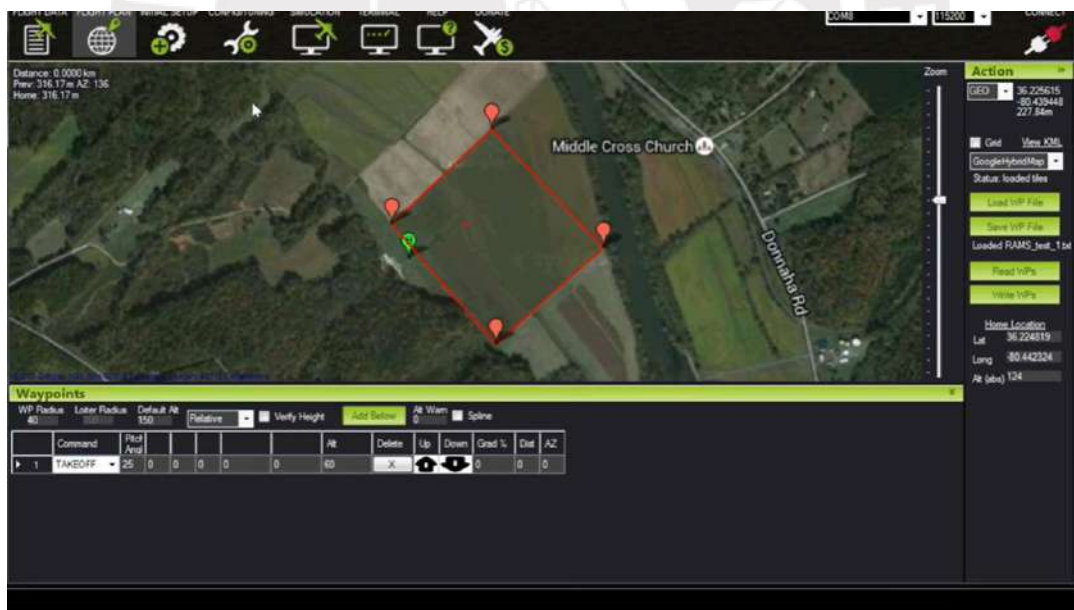 FLIGHT DATA FLIGHT PLAN INITIAL SETUP CONFIG/TUNING SIMULATION TERMINAL HELP DONATE
COM8 115200 CONNECT
Distance: 0.0000 km
Prev: 316.17 m AZ: 136
Home: 316.17 m
Middle Cross Church
Donnaha Rd
Zoom
Action
GEO 36.225615
-80.439448
227.84m
Grid View KML
GoogleHybridMap
Status: loaded tiles
Load WP File
Save WP File
Loaded RAMS_test_1.txt
Read WPs
Write WPs
Home Location
Lat 36.224819
Long -80.442324
Alt (abs) 124
Waypoints
WP Radius Loiter Radius Default Alt Alt Warn
40 150 Relative Verify Height Add Below 0 Spline
Command Pitch Angl Alt Delete Up Down Grad % Dist AZ
1 TAKEOFF 25 0 0 0 0 0 60 X 0 0 0